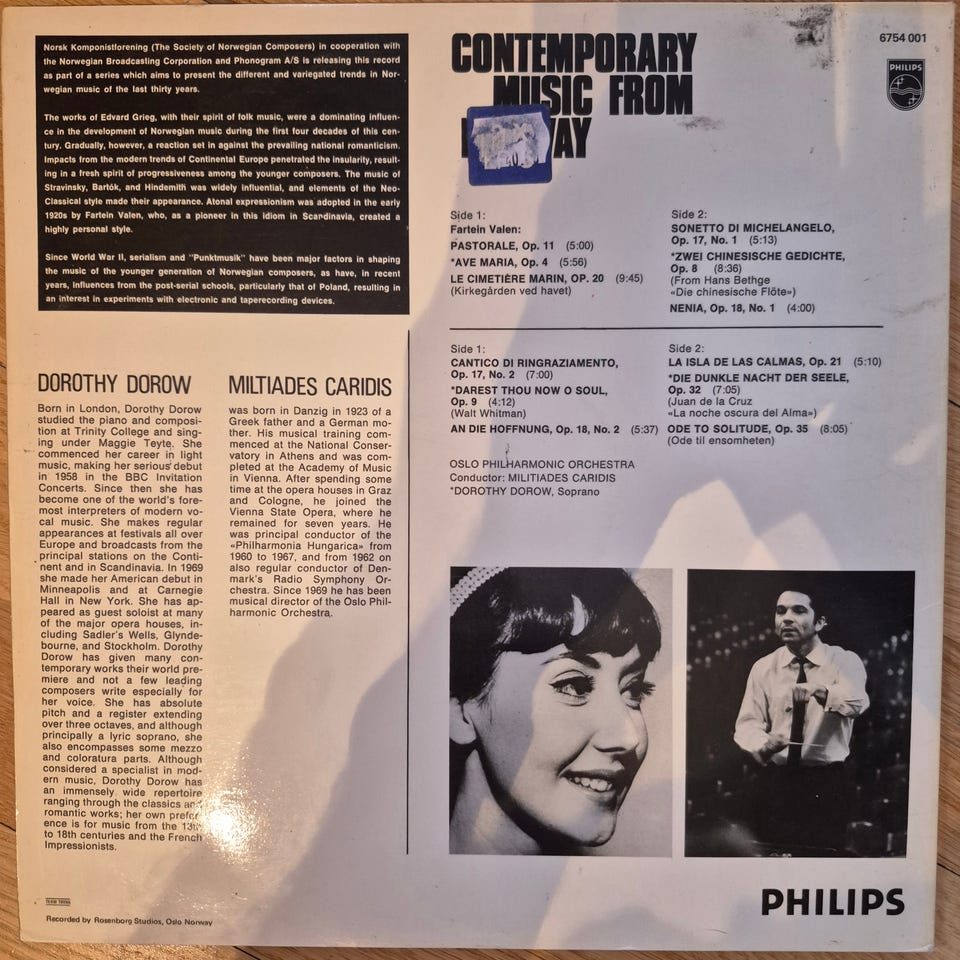 Norsk Komponistforening (The Society of Norwegian Composers) in cooperation with
the Norwegian Broadcasting Corporation and Phonogram A/S is releasing this record
as part of a series which aims to present the different and variegated trends in Nor-
wegian music of the last thirty years.
The works of Edvard Grieg, with their spirit of folk music, were a dominating influen-
ce in the development of Norwegian music during the first four decades of this cen-
tury. Gradually, however, a reaction set in against the prevailing national romanticism.
Impacts from the modern trends of Continental Europe penetrated the insularity, result-
ing in a fresh spirit of progressiveness among the younger composers. The music of
Stravinsky, Bartók, and Hindemith was widely influential, and elements of the Neo-
Classical style made their appearance. Atonal expressionism was adopted in the early
1920s by Fartein Valen, who, as a pioneer in this idiom in Scandinavia, created a
highly personal style.
Since World War II, serialism and "Punktmusik" have been major factors in shaping
the music of the younger generation of Norwegian composers, as have, in recent
years, influences from the post-serial schools, particularly that of Poland, resulting in
an interest in experiments with electronic and taperecording devices.
CONTEMPORARY
MUSIC FROM
WAY
6754 001
PHILIPS
Side 1:
Fartein Valen:
PASTORALE, Op. 11 (5:00)
*AVE MARIA, Op. 4 (5:56)
LE CIMETIÈRE MARIN, OP. 20 (9:45)
(Kirkegården ved havet)
Side 2:
SONETTO DI MICHELANGELO,
Op. 17, No. 1 (5:13)
*ZWEI CHINESISCHE GEDICHTE,
Op. 8 (8:36)
(From Hans Bethge
«Die chinesische Flöte»)
NENIA, Op. 18, No. 1 (4:00)
Side 1:
CANTICO DI RINGRAZIAMENTO,
Op. 17, No. 2 (7:00)
*DAREST THOU NOW O SOUL,
Op. 9 (4:12)
(Walt Whitman)
AN DIE HOFFNUNG, Op. 18, No. 2 (5:37)
Side 2:
LA ISLA DE LAS CALMAS, Op. 21 (5:10)
*DIE DUNKLE NACHT DER SEELE,
Op. 32 (7:05)
(Juan de la Cruz
«La noche oscura del Alma»)
ODE TO SOLITUDE, Op. 35 (8:05)
(Ode til ensomheten)
OSLO PHILHARMONIC ORCHESTRA
Conductor: MILITIADES CARIDIS
*DOROTHY DOROW, Soprano
DOROTHY DOROW
Born in London, Dorothy Dorow
studied the piano and composi-
tion at Trinity College and sing-
ing under Maggie Teyte. She
commenced her career in light
music, making her serious debut
in 1958 in the BBC Invitation
Concerts. Since then she has
become one of the world's fore-
most interpreters of modern vo-
cal music. She makes regular
appearances at festivals all over
Europe and broadcasts from the
principal stations on the Conti-
nent and in Scandinavia. In 1969
she made her American debut in
Minneapolis and at Carnegie
Hall in New York. She has ap-
peared as guest soloist at many
of the major opera houses, in-
cluding Sadler's Wells, Glynde-
bourne, and Stockholm. Dorothy
Dorow has given many con-
temporary works their world pre-
miere and not a few leading
composers write especially for
her voice. She has absolute
pitch and a register extending
over three octaves, and although
principally a lyric soprano, she
also encompasses some mezzo
and coloratura parts. Although
considered a specialist in mod-
ern music, Dorothy Dorow has
an immensely wide repertoire
ranging through the classics and
romantic works; her own prefer-
ence is for music from the 13th
to 18th centuries and the French
Impressionists.
MILTIADES CARIDIS
was born in Danzig in 1923 of a
Greek father and a German mo-
ther. His musical training com-
menced at the National Conser-
vatory in Athens and was com-
pleted at the Academy of Music
in Vienna. After spending some
time at the opera houses in Graz
and Cologne, he joined the
Vienna State Opera, where he
remained for seven years. He
was principal conductor of the
«Philharmonia Hungarica» from
1960 to 1967, and from 1962 on
also regular conductor of Den-
mark's Radio Symphony Or-
chestra. Since 1969 he has been
musical director of the Oslo Phil-
harmonic Orchestra.
Recorded by Rosenborg Studios, Oslo Norway
PHILIPS